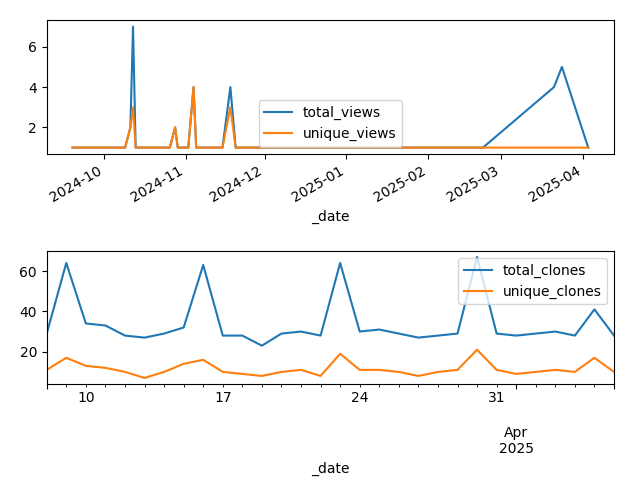 6
4
2
total_views
unique_views
2024-10 2024-11 2024-12 2025-01 2025-02 2025-03 2025-04
_date
60
40
20
total_clones
unique_clones
10 17 24 31
Apr
2025
_date